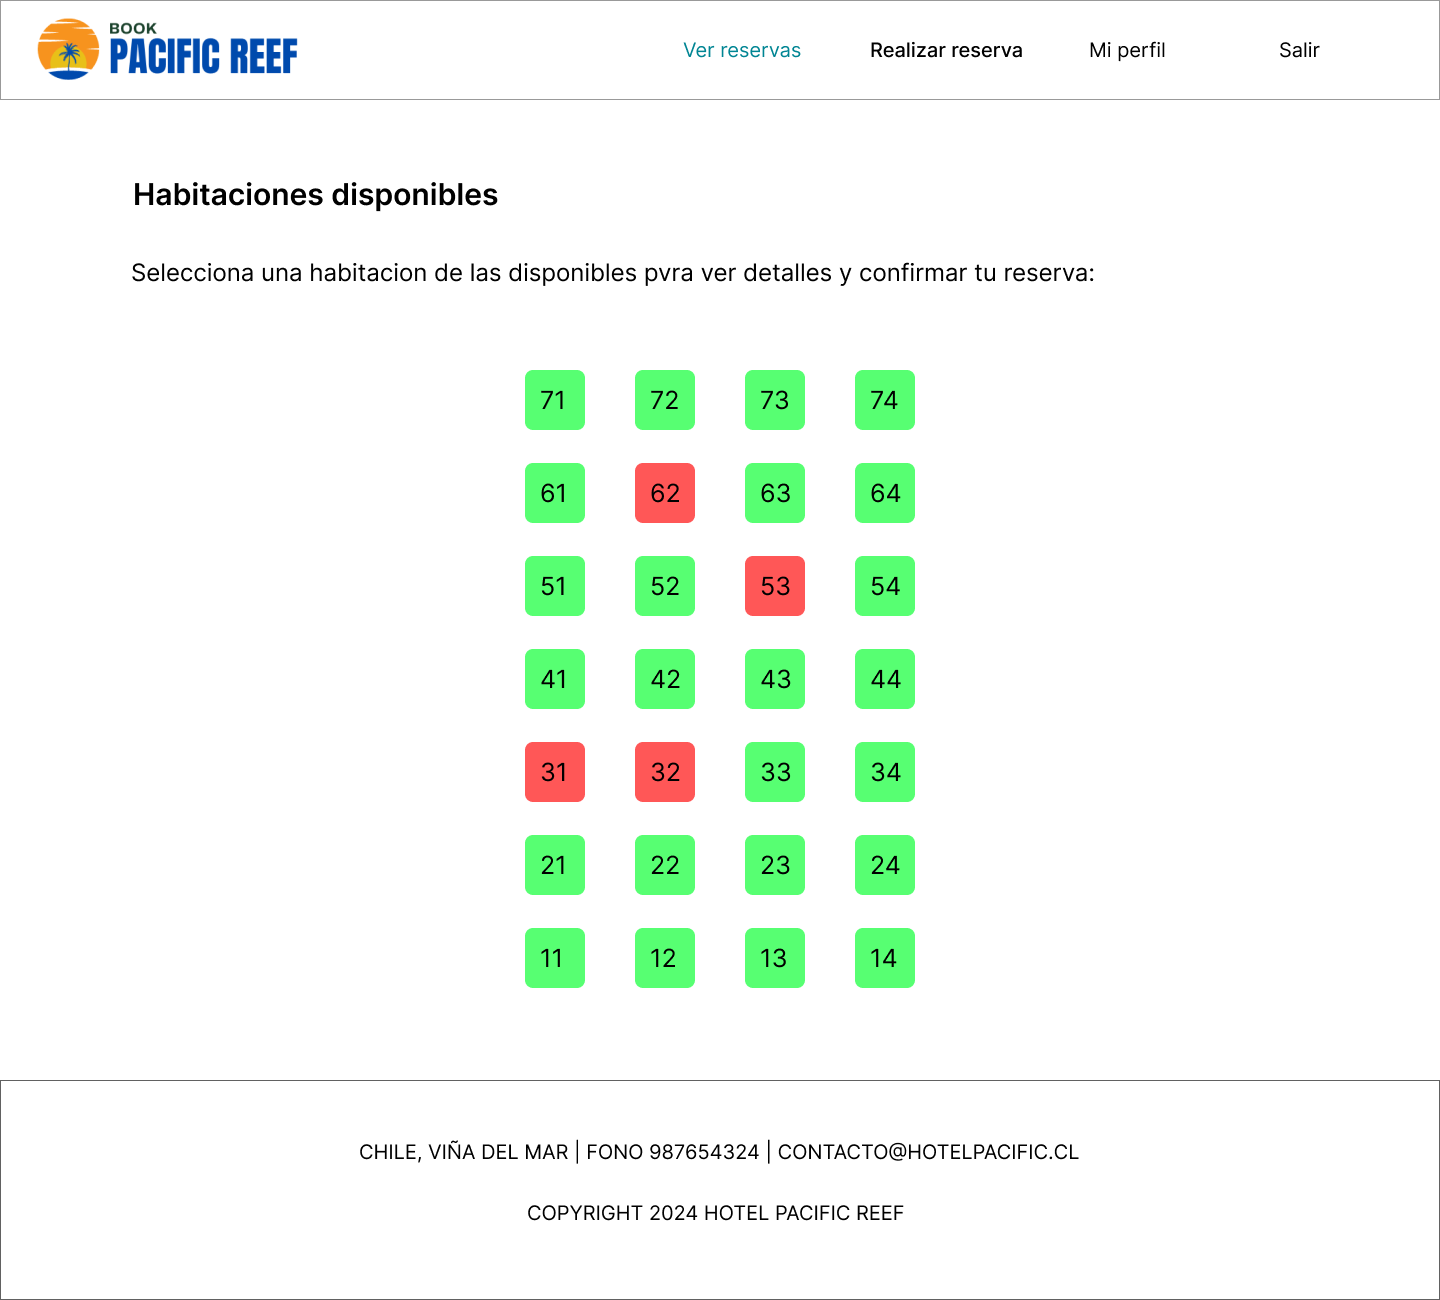 BOOK
PACIFIC REEF
Ver reservas Realizar reserva Mi perfil Salir
Habitaciones disponibles
Selecciona una habitacion de las disponibles pvra ver detalles y confirmar tu reserva:
71 72 73 74
61 62 63 64
51 52 53 54
41 42 43 44
31 32 33 34
21 22 23 24
11 12 13 14
CHILE, VIÑA DEL MAR | FONO 987654324 | CONTACTO@HOTELPACIFIC.CL
COPYRIGHT 2024 HOTEL PACIFIC REEF